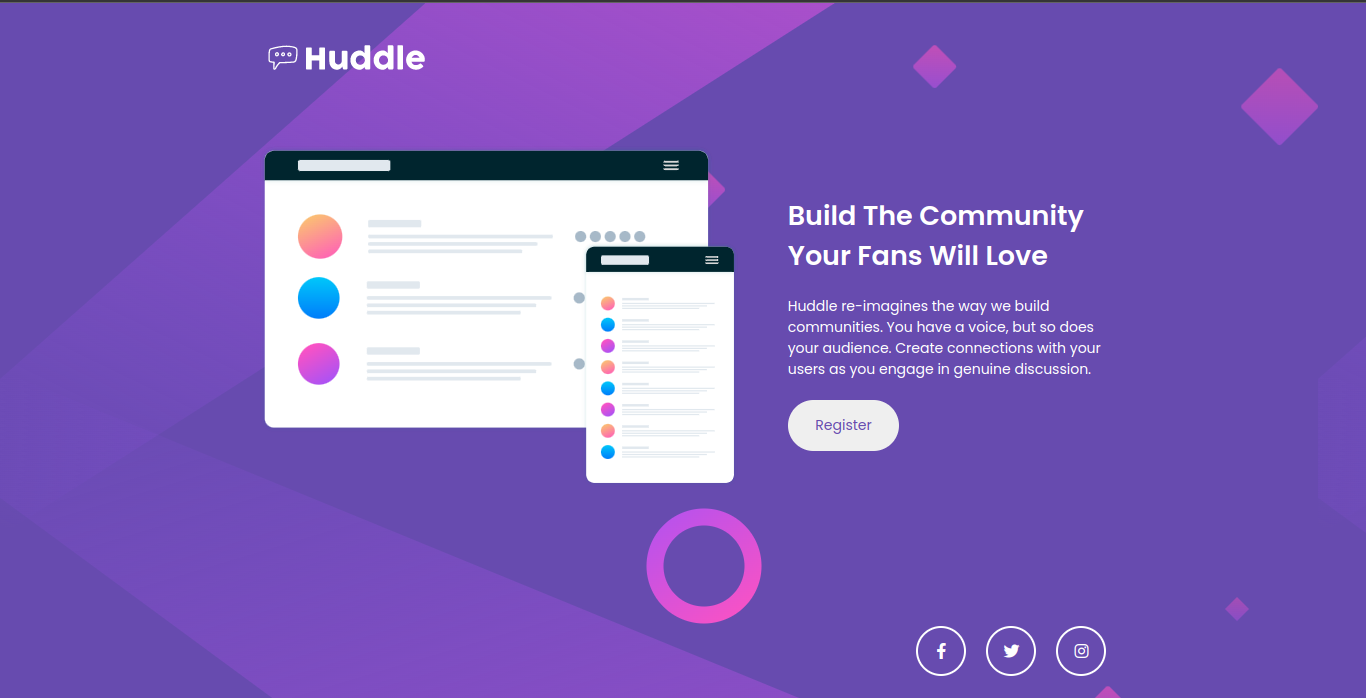 Huddle
Build The Community
Your Fans Will Love
Huddle re-imagines the way we build
communities. You have a voice, but so does
your audience. Create connections with your
users as you engage in genuine discussion.
Register